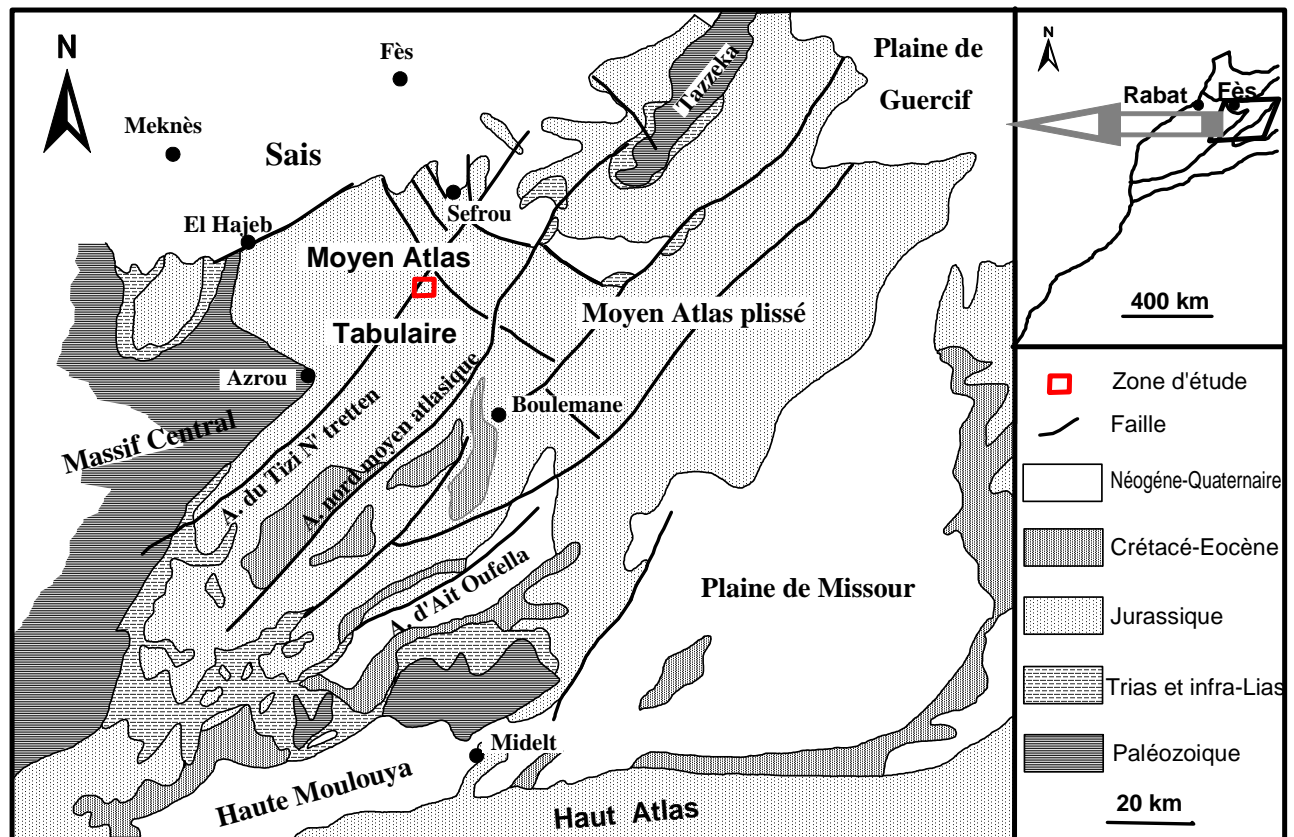 N
Fès
Meknès
Sais
El Hajeb
Sefrou
Tazzeka
Plaine de
Guercif
Moyen Atlas
Tabulaire
Moyen Atlas plissé
Azrou
Boulemane
Massif Central
A. du Tizi N' tretten
A. nord moyen atlasique
A. d'Ait Oufella
Plaine de Missour
Midelt
Haute Moulouya
Haut Atlas
N
Rabat
Fès
400 km
Zone d'étude
Faille
Néogéne-Quaternaire
Crétacé-Eocène
Jurassique
Trias et infra-Lias
Paléozoique
20 km